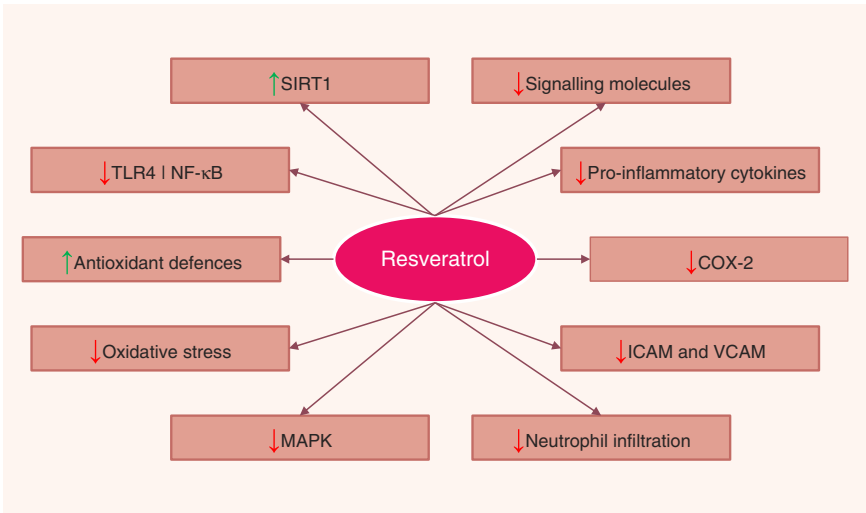 ↑SIRT1
↓Signalling molecules
↓TLR4 | NF-κB
↓Pro-inflammatory cytokines
↑Antioxidant defences
Resveratrol
↓COX-2
↓Oxidative stress
↓ICAM and VCAM
↓MAPK
↓Neutrophil infiltration